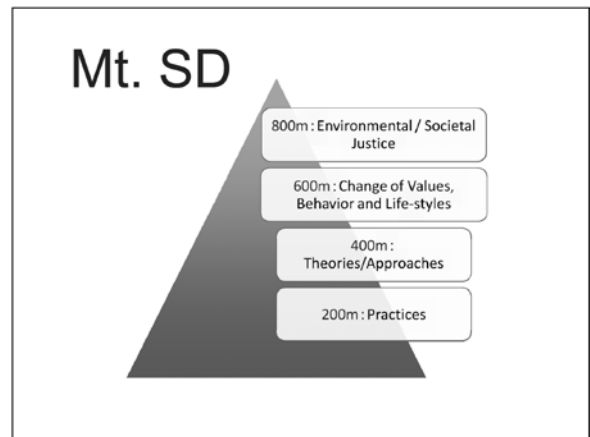 Mt. SD
800m : Environmental / Societal
Justice
600m : Change of Values,
Behavior and Life-styles
400m :
Theories/Approaches
200m : Practices